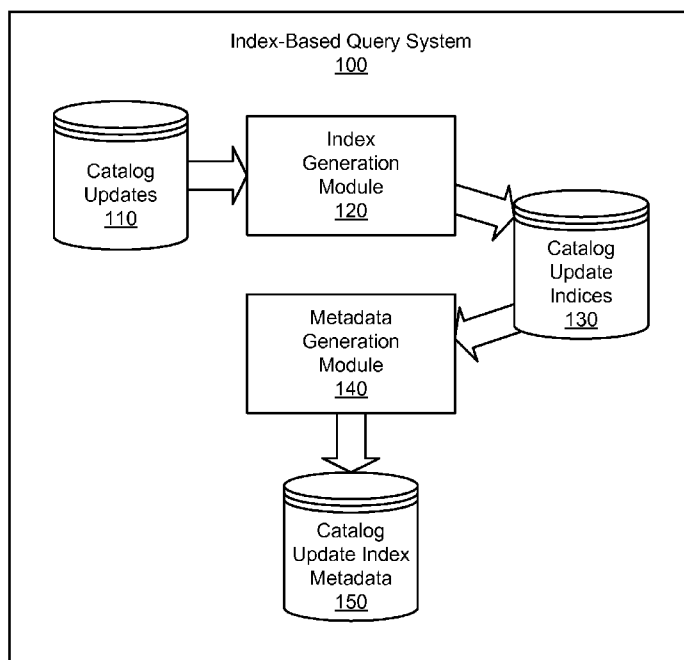 Index-Based Query System
100
Catalog
Updates
110
Index
Generation
Module
120
Catalog
Update
Indices
130
Metadata
Generation
Module
140
Catalog
Update Index
Metadata
150